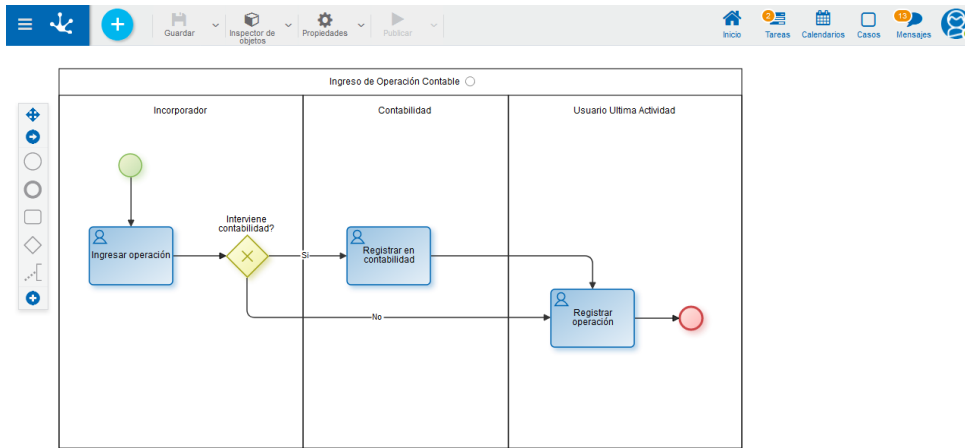 Guardar
Inspector de
objetos
Propiedades
Publicar
Inicio
2
Tareas
Calendarios
Casos
13
Mensajes
Ingreso de Operación Contable
Incorporador
Contabilidad
Usuario Ultima Actividad
Interviene
contabilidad?
Ingresar operación
Si
Registrar en
contabilidad
No
Registrar
operación